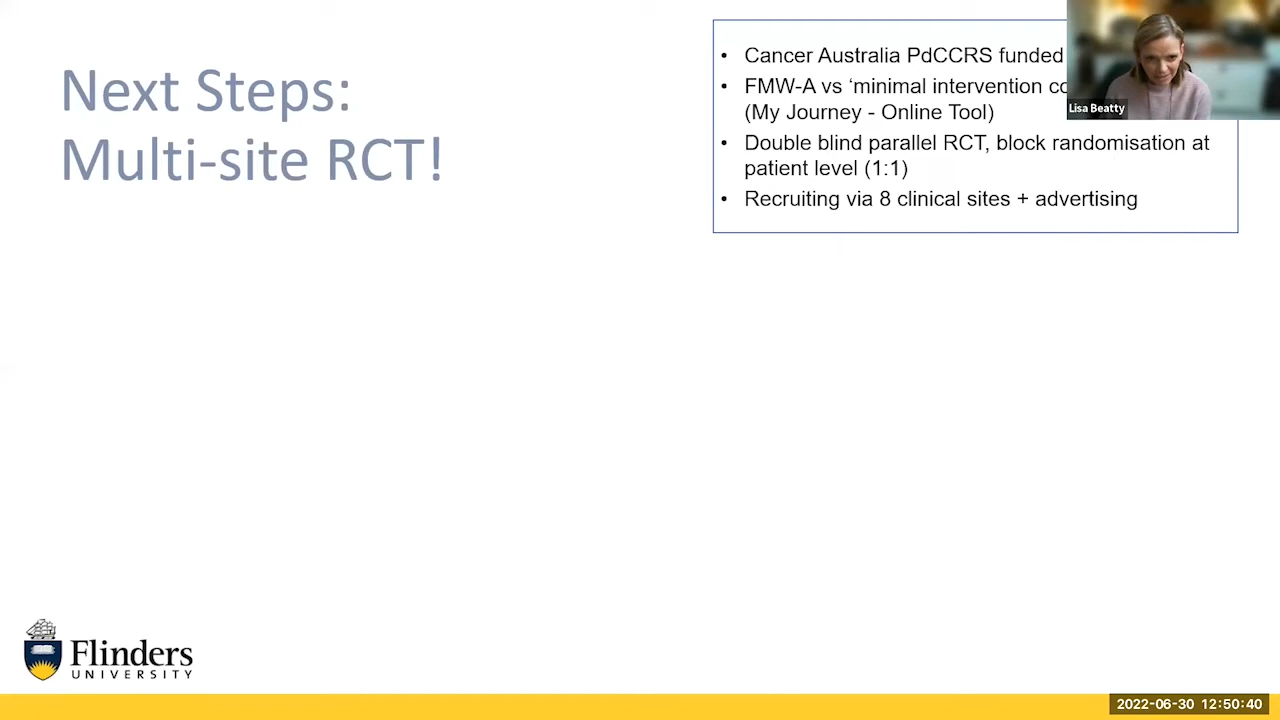 Next Steps:
Multi-site RCT!
• Cancer Australia PdCCRS funded
• FMW-A vs ‘minimal intervention
(My Journey - Online Tool)
• Double blind parallel RCT, block randomisation at
patient level (1:1)
• Recruiting via 8 clinical sites + advertising
Lisa Beatty
Flinders
UNIVERSITY
2022-06-30 12:50:40